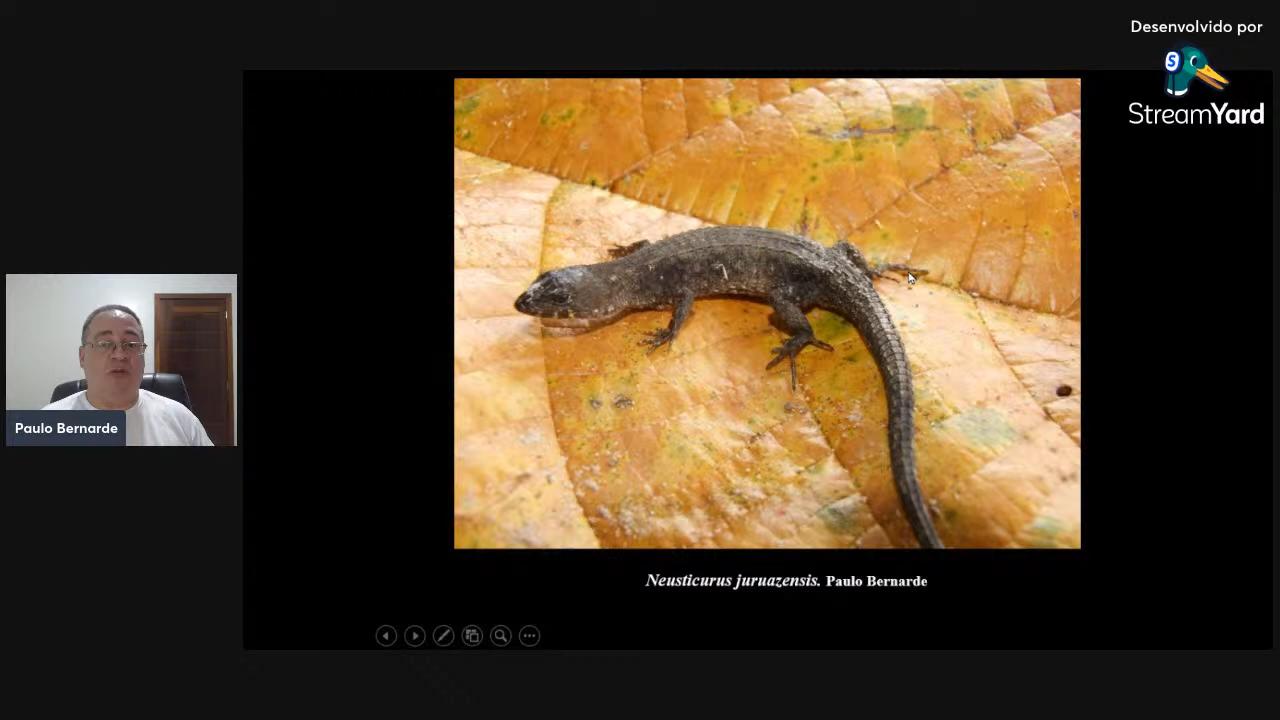 Desenvolvido por
StreamYard
Paulo Bernarde
Neusticurus juruazensis. Paulo Bernarde